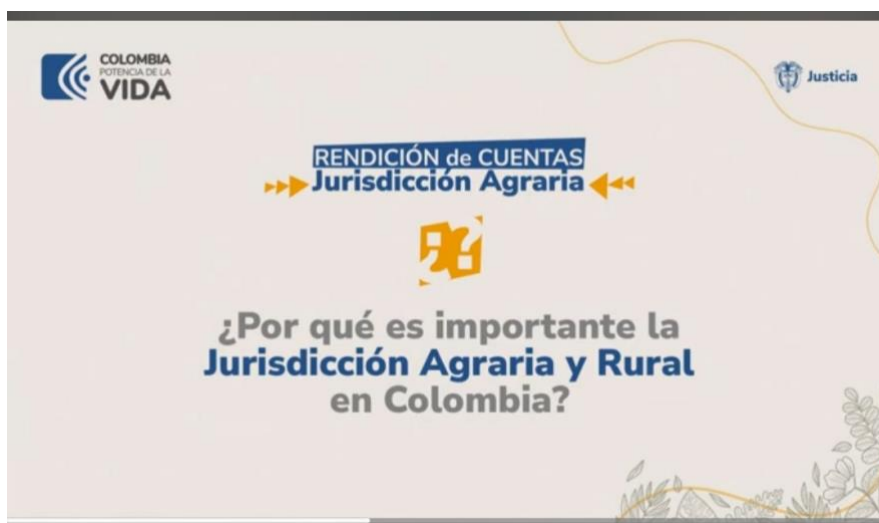 COLOMBIA
POTENCIA DE LA
VIDA
Justicia
RENDICIÓN de CUENTAS
Jurisdicción Agraria
¿?
¿Por qué es importante la
Jurisdicción Agraria y Rural
en Colombia?